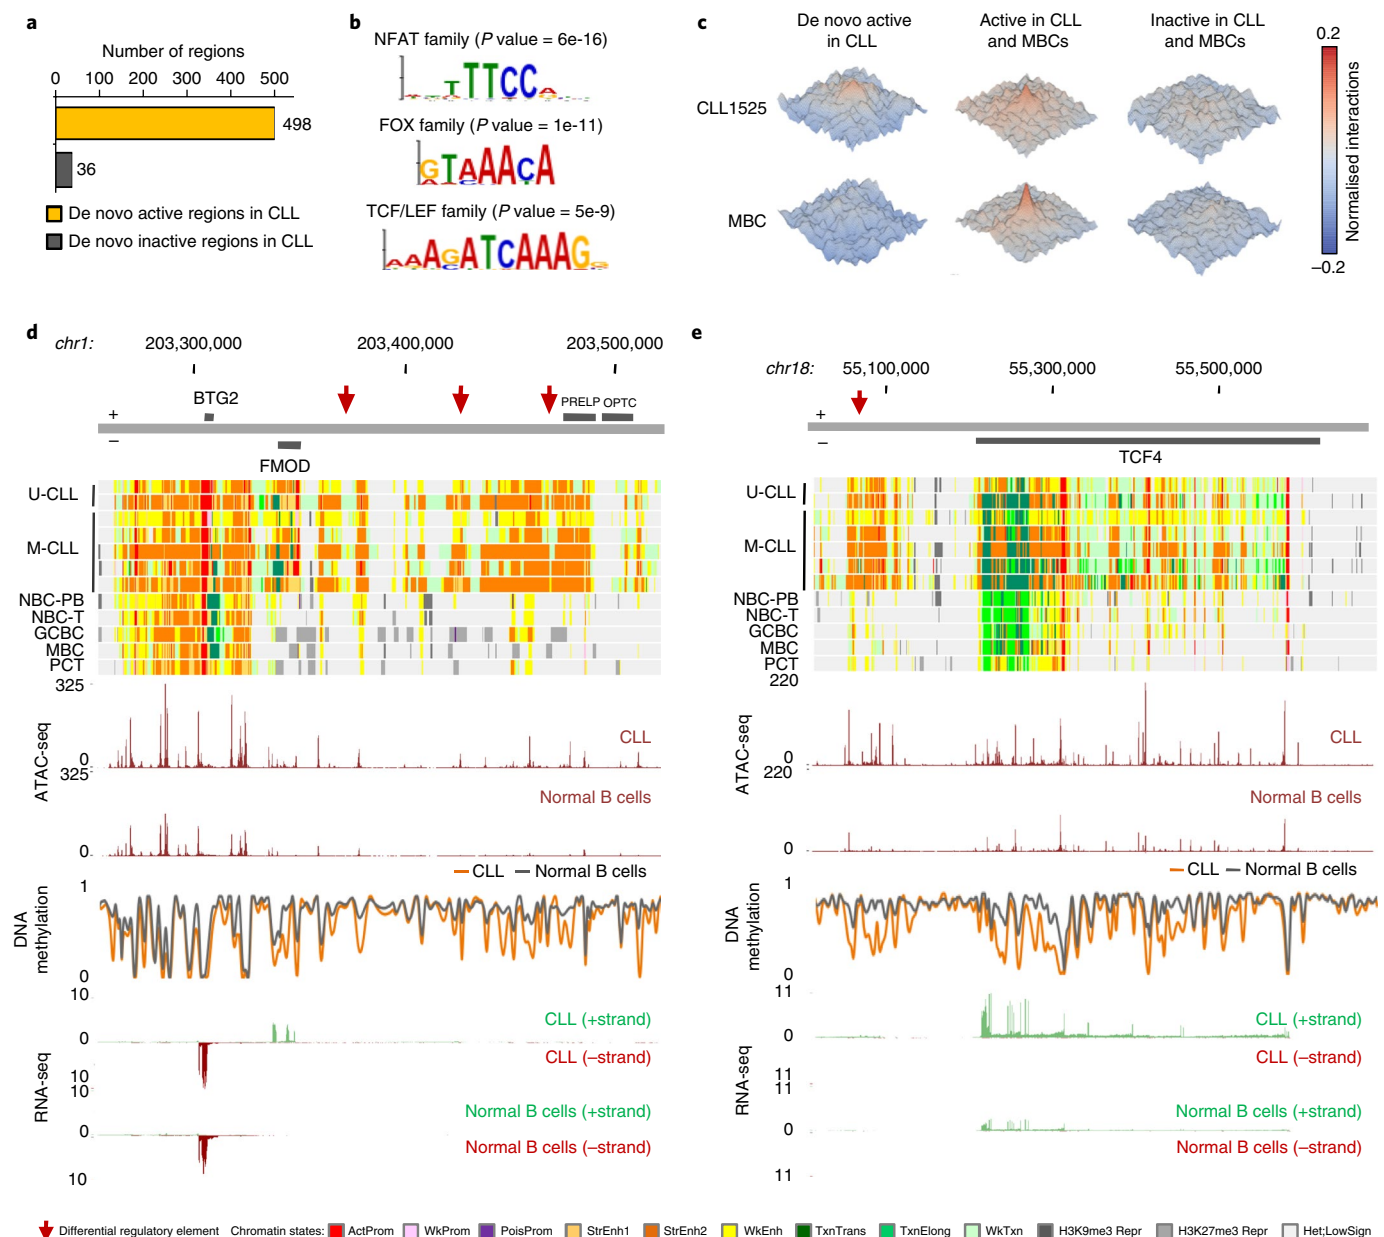 a
Number of regions
0 100 200 300 400 500
498
36
De novo active regions in CLL
De novo inactive regions in CLL
b
NFAT family (P value = 6e-16)
TTTCCA
FOX family (P value = 1e-11)
GTAAACA
TCF/LEF family (P value = 5e-9)
AAAGATCAAAG
c
De novo active
in CLL
Active in CLL
and MBCs
Inactive in CLL
and MBCs
CLL1525
MBC
0.2
Normalised interactions
−0.2
d
chr1: 203,300,000 203,400,000 203,500,000
BTG2
PRELP OPTC
+
−
FMOD
U-CLL
M-CLL
NBC-PB
NBC-T
GCBC
MBC
PCT
325
ATAC-seq
CLL
0
325
Normal B cells
0
CLL Normal B cells
1
DNA
methylation
0
10
CLL (+strand)
0
CLL (−strand)
RNA-seq
10
10
Normal B cells (+strand)
0
Normal B cells (−strand)
10
e
chr18: 55,100,000 55,300,000 55,500,000
+
−
TCF4
U-CLL
M-CLL
NBC-PB
NBC-T
GCBC
MBC
PCT
220
ATAC-seq
CLL
0
220
Normal B cells
0
CLL Normal B cells
1
DNA
methylation
0
11
CLL (+strand)
0
CLL (−strand)
RNA-seq
11
11
Normal B cells (+strand)
0
Normal B cells (−strand)
11
Differential regulatory element Chromatin states: ActProm WkProm PoisProm StrEnh1 StrEnh2 WkEnh TxnTrans TxnElong WkTxn H3K9me3 Repr H3K27me3 Repr Het;LowSign